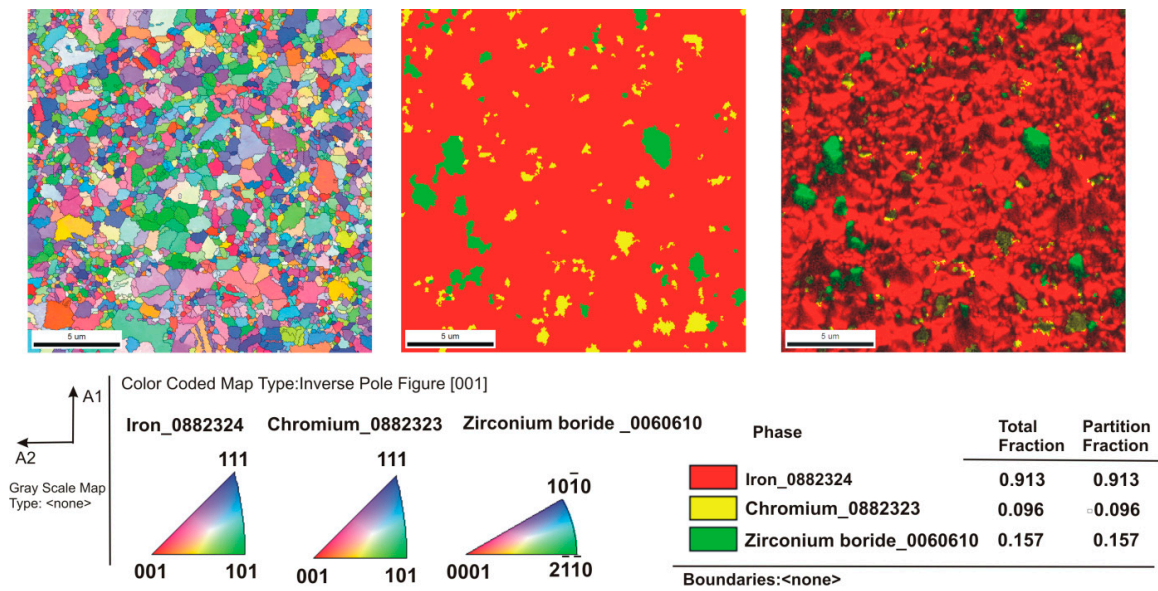 5 um
5 um
5 um
A1
A2
Gray Scale Map
Type: <none>
Color Coded Map Type:Inverse Pole Figure [001]
Iron_0882324
111
001
101
Chromium_0882323
111
001
101
Zirconium boride _0060610
101̅0
0001
2̅1̅10
Phase
Total
Fraction
Partition
Fraction
Iron_0882324
0.913
0.913
Chromium_0882323
0.096
0.096
Zirconium boride_0060610
0.157
0.157
Boundaries:<none>